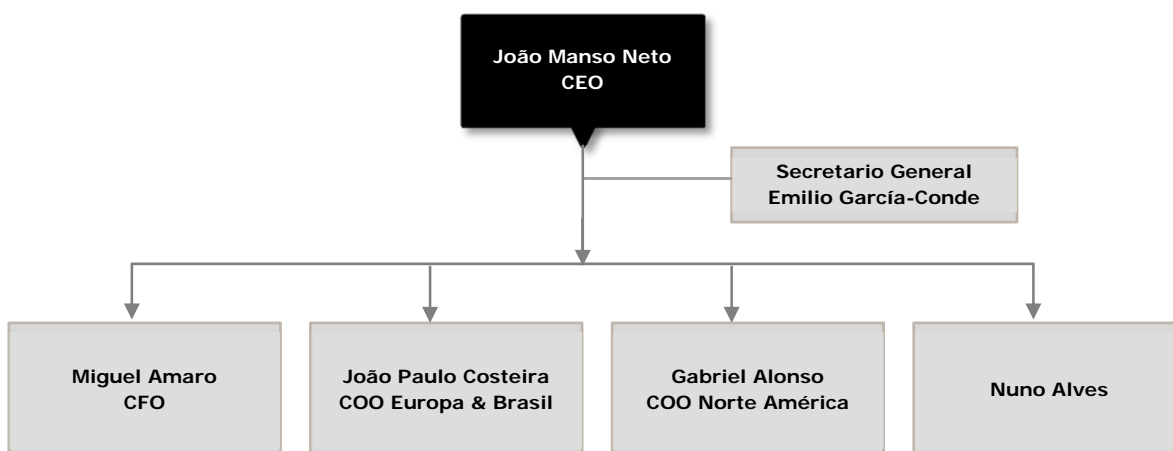 João Manso Neto
CEO
Secretario General
Emilio García-Conde
Miguel Amaro
CFO
João Paulo Costeira
COO Europa & Brasil
Gabriel Alonso
COO Norte América
Nuno Alves